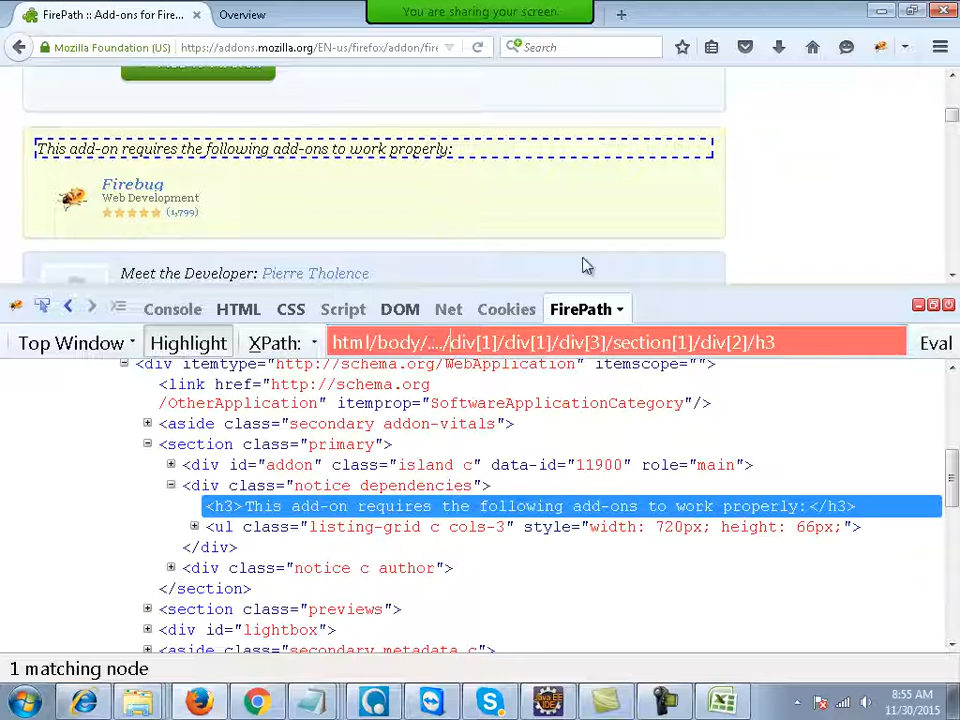 FirePath :: Add-ons for Fire... ×
Overview
You are sharing your screen
+
Mozilla Foundation (US)
https://addons.mozilla.org/EN-us/firefox/addon/fire
Search
This add-on requires the following add-ons to work properly:
Firebug
Web Development
(1,799)
Meet the Developer: Pierre Tholence
Console
HTML
CSS
Script
DOM
Net
Cookies
FirePath
Top Window
Highlight
XPath:
html/body/..../div[1]/div[1]/div[3]/section[1]/div[2]/h3
Eval
<div itemtype="http://schema.org/WebApplication" itemscope="">
<link href="http://schema.org
/OtherApplication" itemprop="SoftwareApplicationCategory"/>
<aside class="secondary addon-vitals">
<section class="primary">
<div id="addon" class="island c" data-id="11900" role="main">
<div class="notice dependencies">
<h3>This add-on requires the following add-ons to work properly:</h3>
<ul class="listing-grid c cols-3" style="width: 720px; height: 66px;">
</div>
<div class="notice c author">
</section>
<section class="previews">
<div id="lightbox">
<aside class="secondary metadata c">
1 matching node
8:55 AM
11/30/2015